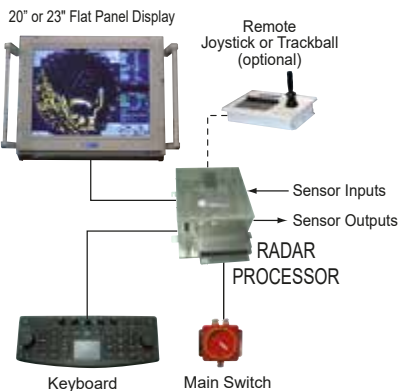 20” or 23" Flat Panel Display
Remote
Joystick or Trackball
(optional)
Sensor Inputs
Sensor Outputs
RADAR
PROCESSOR
Keyboard
Main Switch